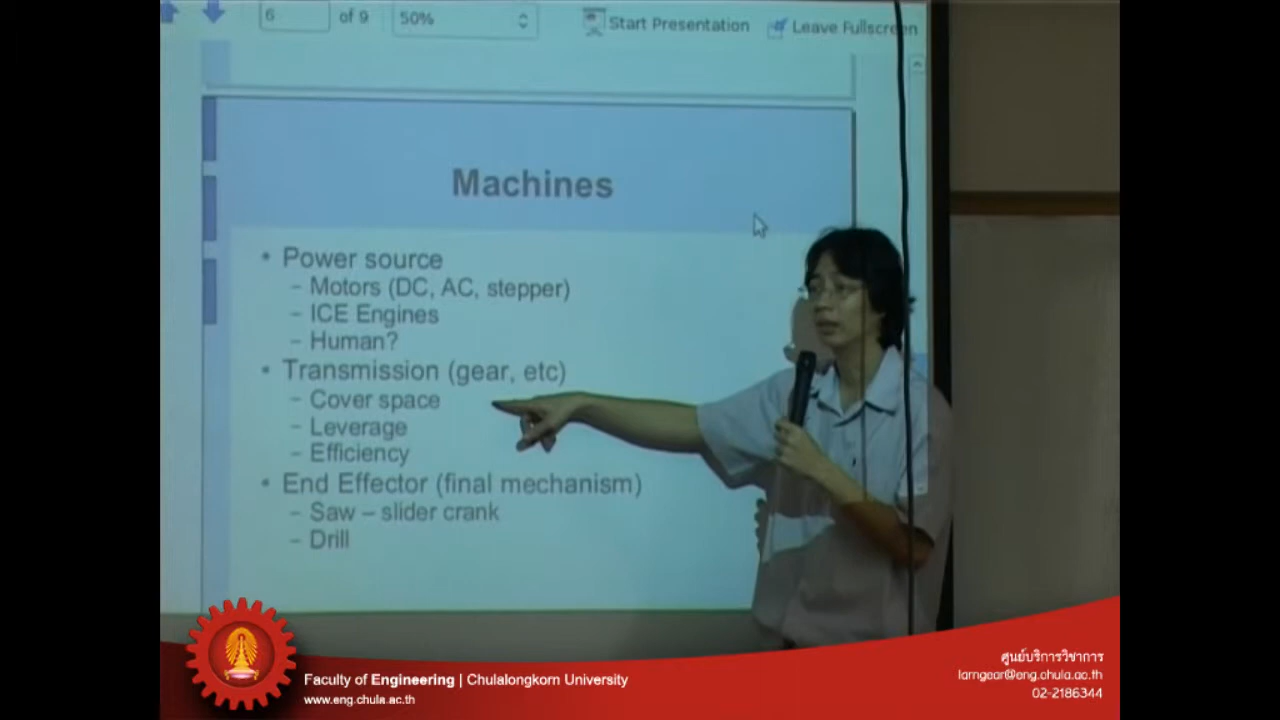 6 of 9 50% Start Presentation Leave Fullscreen
Machines
• Power source
– Motors (DC, AC, stepper)
– ICE Engines
– Human?
• Transmission (gear, etc)
– Cover space
– Leverage
– Efficiency
• End Effector (final mechanism)
– Saw – slider crank
– Drill
Faculty of Engineering | Chulalongkorn University
www.eng.chula.ac.th
ศูนย์บริการวิชาการ
larngear@eng.chula.ac.th
02-2186344